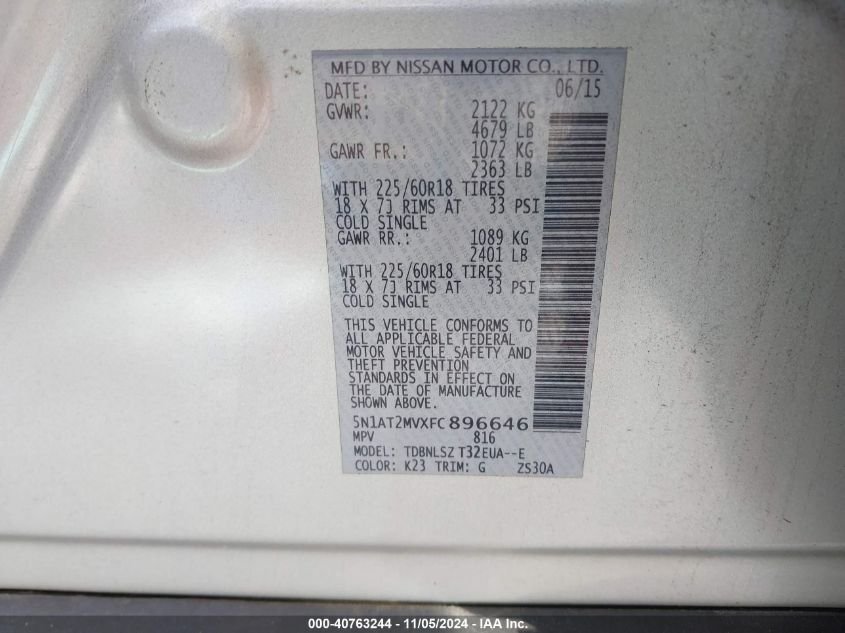 MFD BY NISSAN MOTOR CO., LTD.
DATE: 06/15
GVWR: 2122 KG
4679 LB
GAWR FR.: 1072 KG
2363 LB
WITH 225/60R18 TIRES
18 X 7J RIMS AT 33 PSI
COLD SINGLE
GAWR RR.: 1089 KG
2401 LB
WITH 225/60R18 TIRES
18 X 7J RIMS AT 33 PSI
COLD SINGLE
THIS VEHICLE CONFORMS TO
ALL APPLICABLE FEDERAL
MOTOR VEHICLE SAFETY AND
THEFT PREVENTION
STANDARDS IN EFFECT ON
THE DATE OF MANUFACTURE
SHOWN ABOVE.
5N1AT2MVXFC896646
MPV 816
MODEL: TDBNLSZ T32EUA--E
COLOR: K23 TRIM: G ZS30A
000-40763244 - 11/05/2024 - IAA Inc.